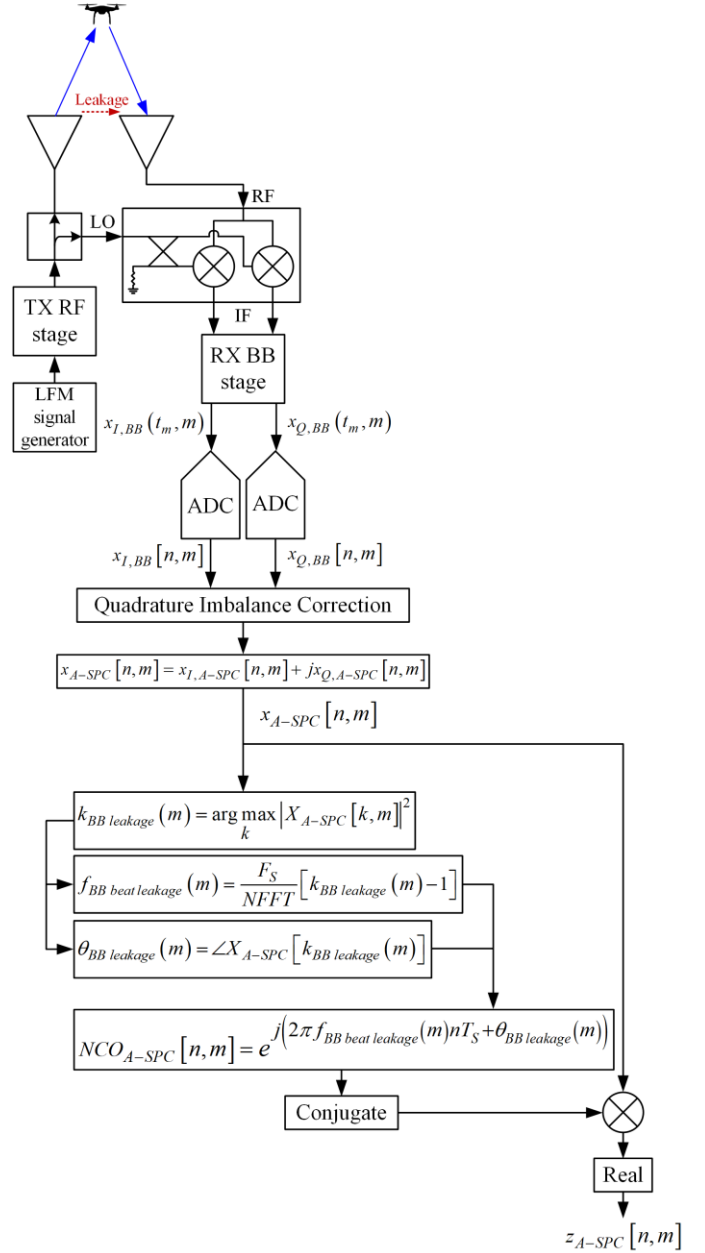 Leakage
RF
LO
TX RF
stage
IF
LFM
signal
generator
RX BB
stage
x_{I,BB}(t_m,m)
x_{Q,BB}(t_m,m)
ADC
ADC
x_{I,BB}[n,m]
x_{Q,BB}[n,m]
Quadrature Imbalance Correction
x_{A-SPC}[n,m] = x_{I,A-SPC}[n,m] + jx_{Q,A-SPC}[n,m]
x_{A-SPC}[n,m]
k_{BB leakage}(m) = arg max_k |X_{A-SPC}[k,m]|^2
f_{BB beat leakage}(m) = \frac{F_S}{NFFT}[k_{BB leakage}(m)-1]
θ_{BB leakage}(m) = ∠X_{A-SPC}[k_{BB leakage}(m)]
NCO_{A-SPC}[n,m] = e^{j(2πf_{BB beat leakage}(m)nT_S+θ_{BB leakage}(m))}
Conjugate
Real
z_{A-SPC}[n,m]